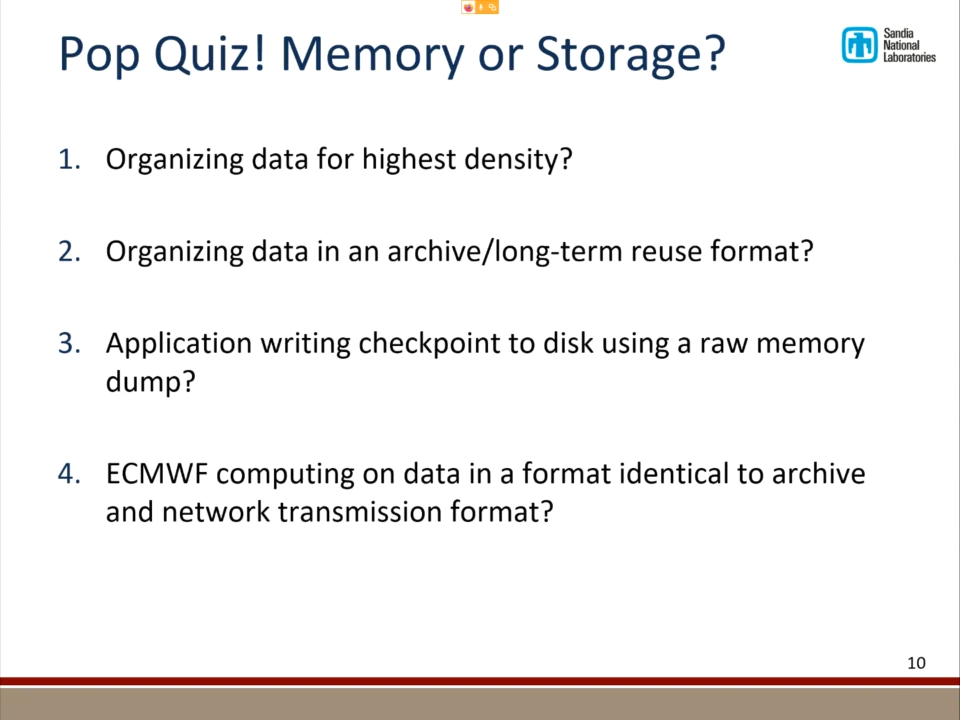 Pop Quiz! Memory or Storage?
Sandia
National
Laboratories
1. Organizing data for highest density?
2. Organizing data in an archive/long-term reuse format?
3. Application writing checkpoint to disk using a raw memory
dump?
4. ECMWF computing on data in a format identical to archive
and network transmission format?
10